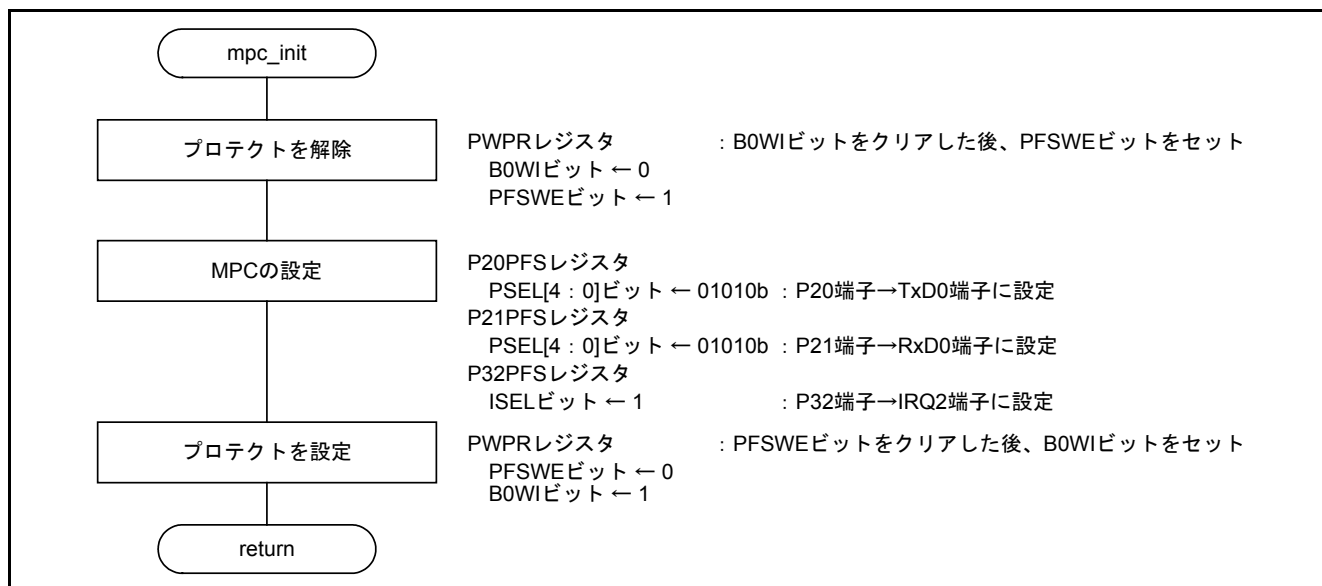 mpc_init
プロテクトを解除
PWPRレジスタ : B0WIビットをクリアした後、PFSWEビットをセット
B0WIビット ← 0
PFSWEビット ← 1
MPCの設定
P20PFSレジスタ
PSEL[4 : 0]ビット ← 01010b : P20端子→TxD0端子に設定
P21PFSレジスタ
PSEL[4 : 0]ビット ← 01010b : P21端子→RxD0端子に設定
P32PFSレジスタ
ISELビット ← 1 : P32端子→IRQ2端子に設定
プロテクトを設定
PWPRレジスタ : PFSWEビットをクリアした後、B0WIビットをセット
PFSWEビット ← 0
B0WIビット ← 1
return